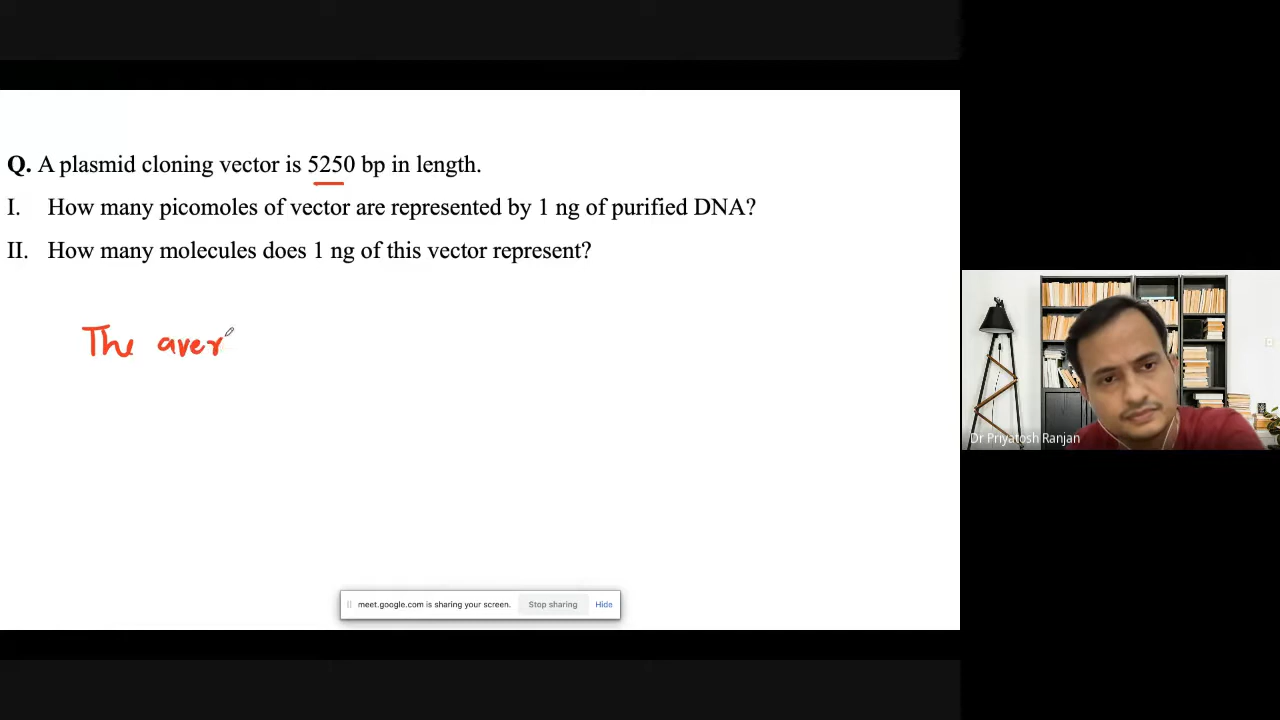 Q. A plasmid cloning vector is 5250 bp in length.
I. How many picomoles of vector are represented by 1 ng of purified DNA?
II. How many molecules does 1 ng of this vector represent?
The aver
Dr Priyatosh Ranjan
meet.google.com is sharing your screen. Stop sharing Hide